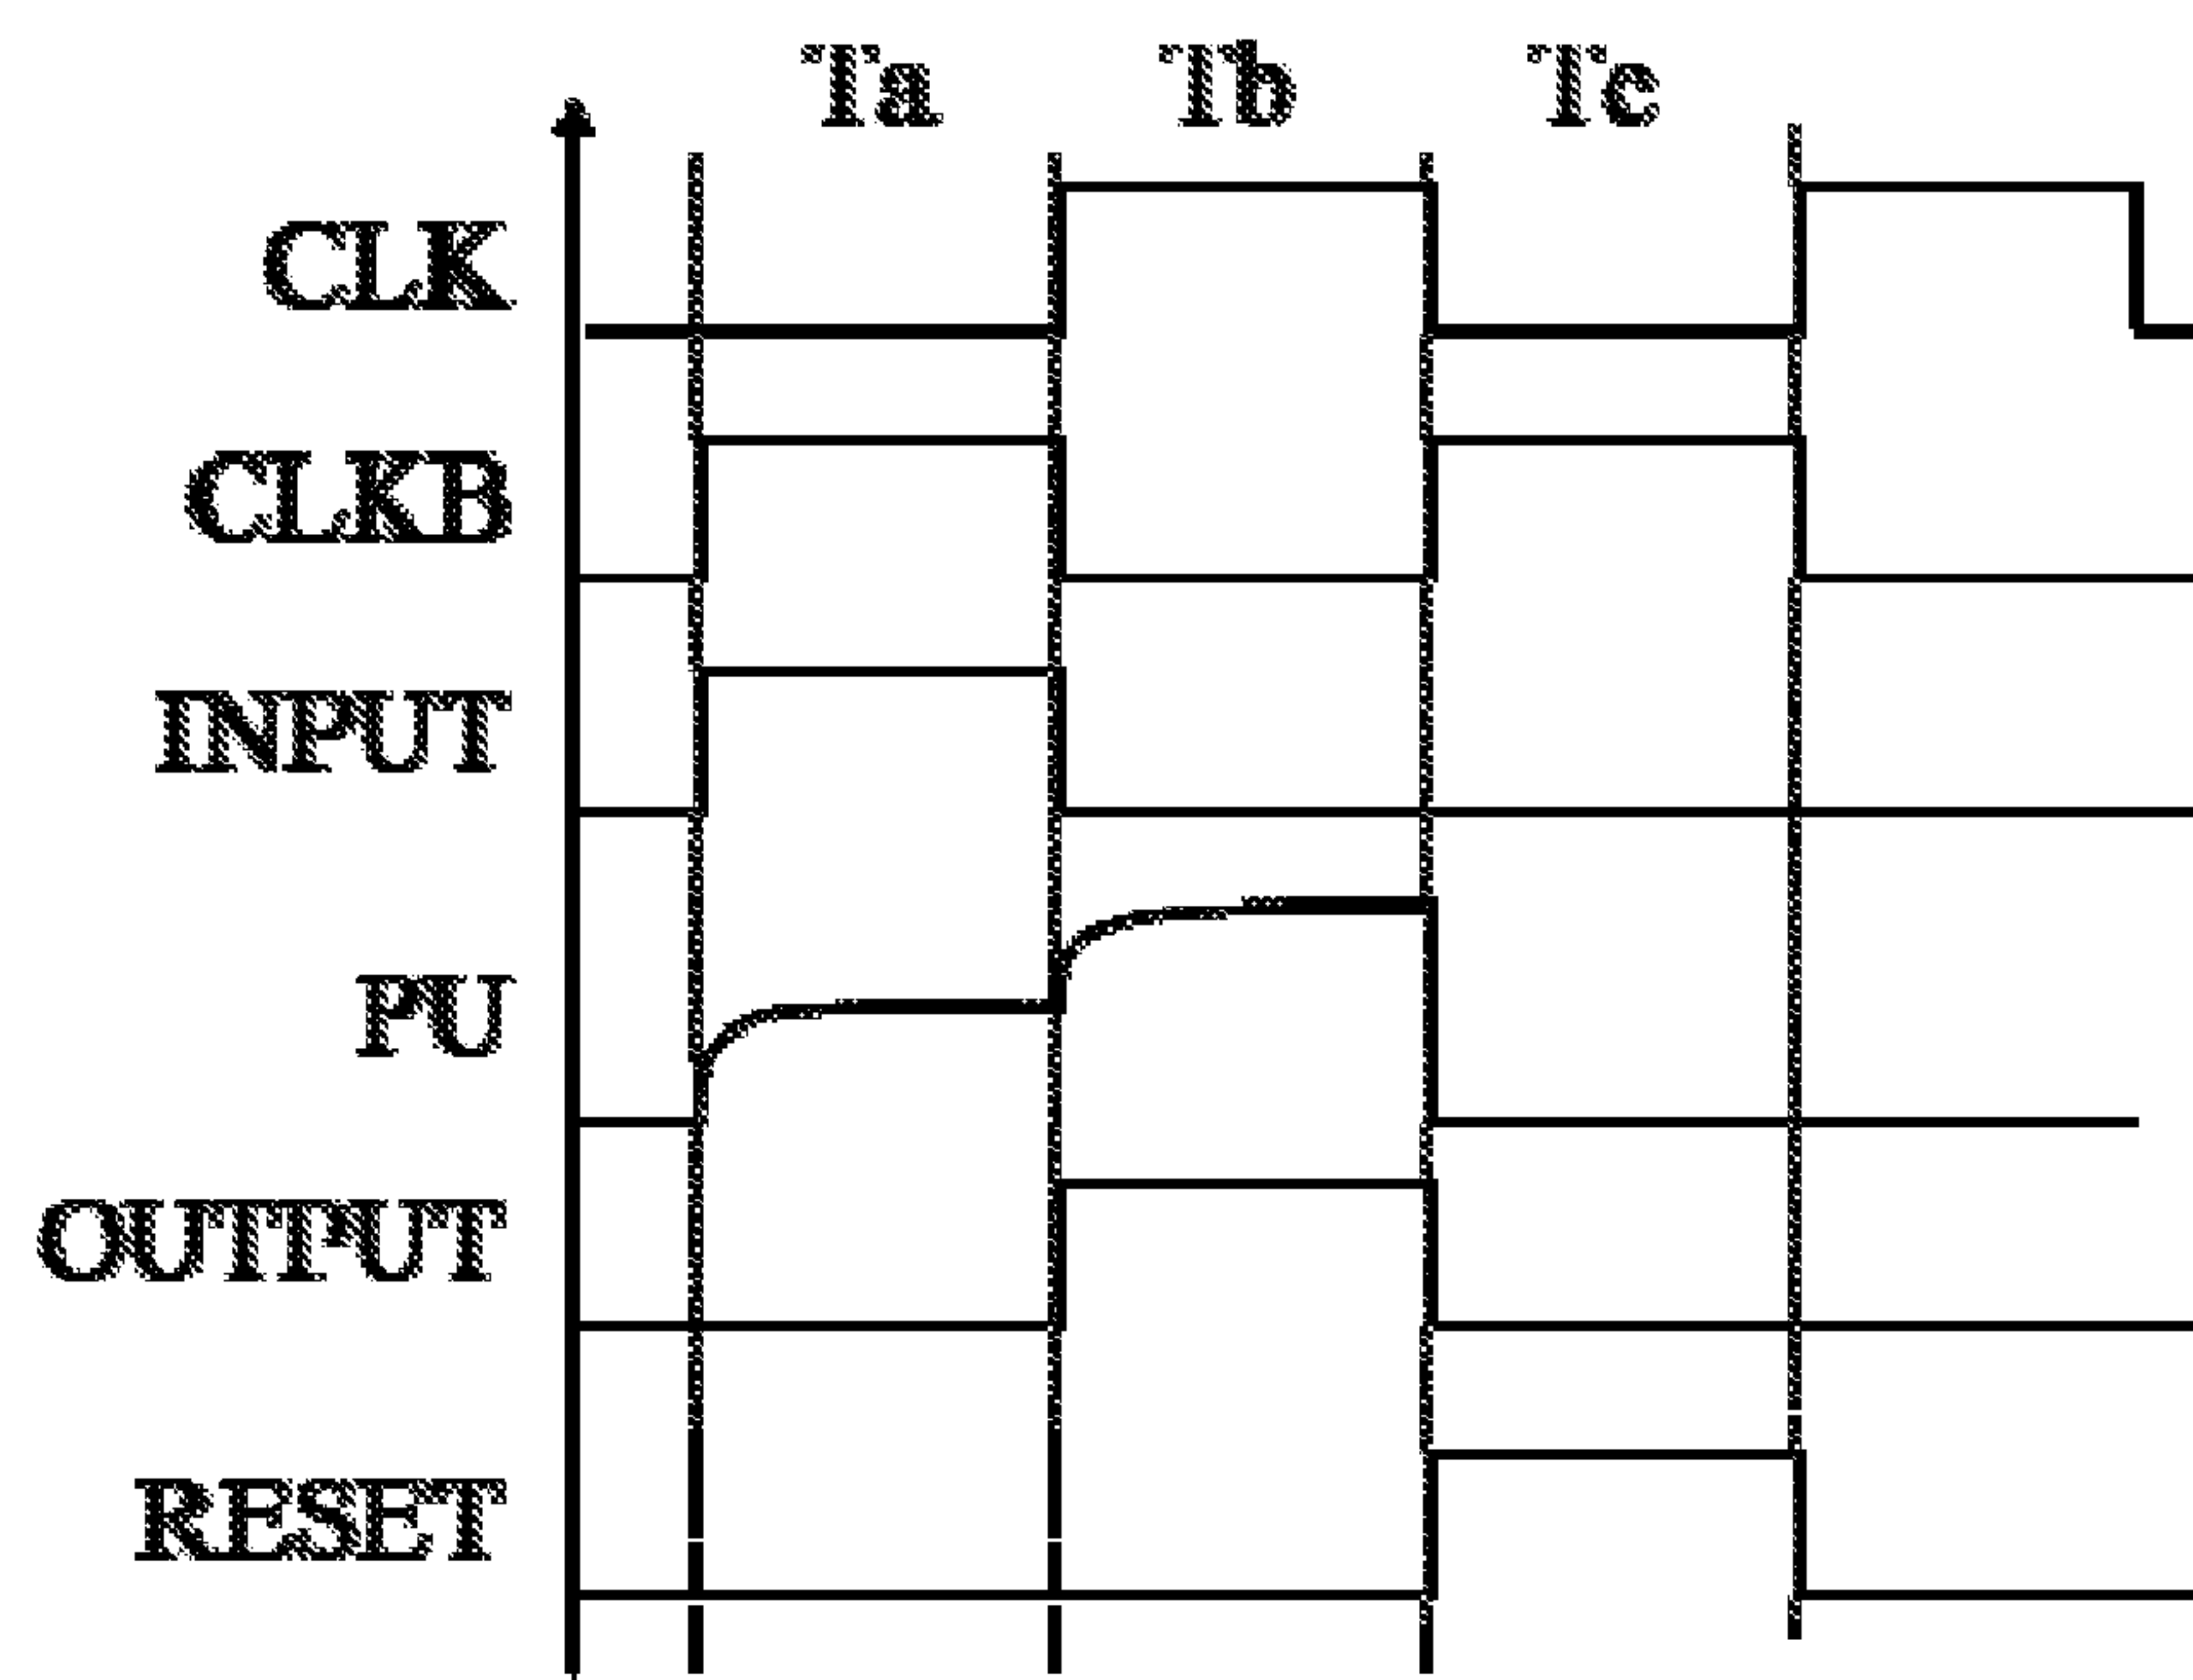 Ta Tb Tc
CLK
CLKB
INPUT
PU
OUTPUT
RESET